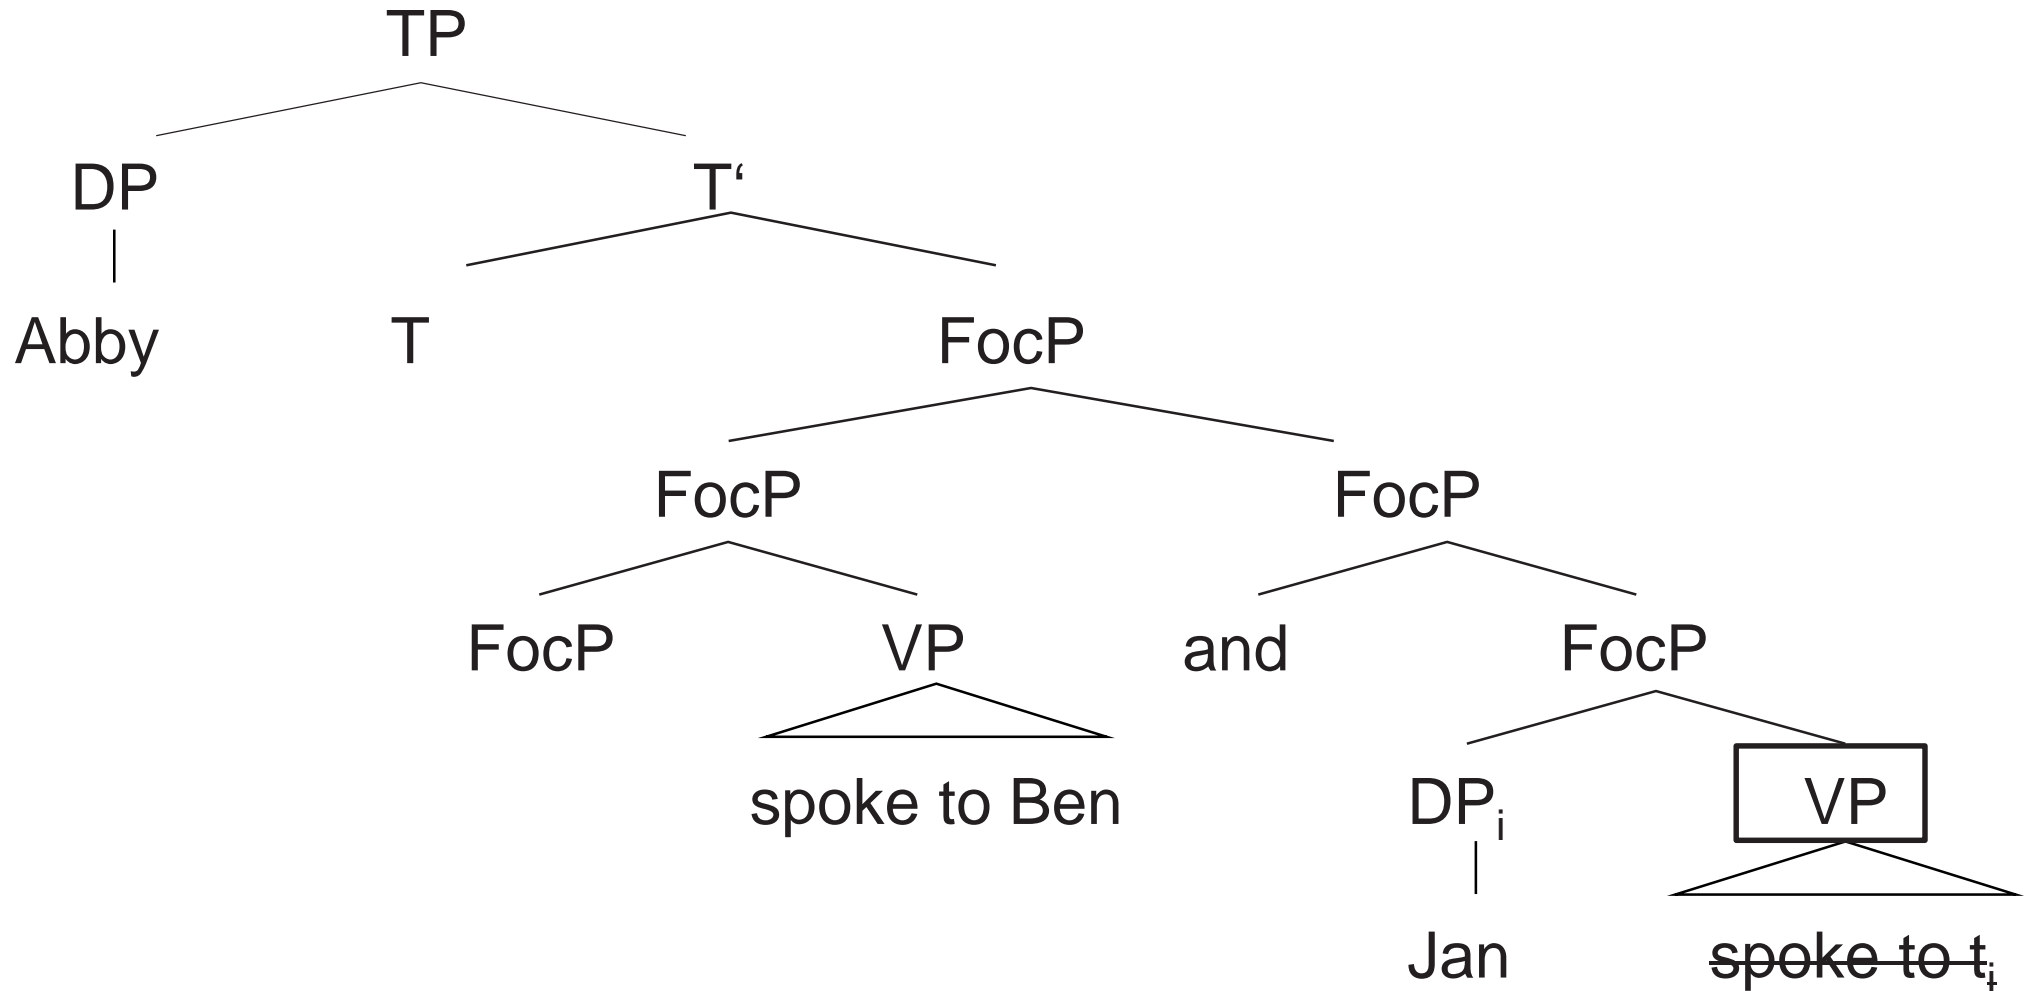 TP
DP T‘
Abby T FocP
FocP FocP
FocP VP and FocP
spoke to Ben DPi VP
Jan spoke to ti